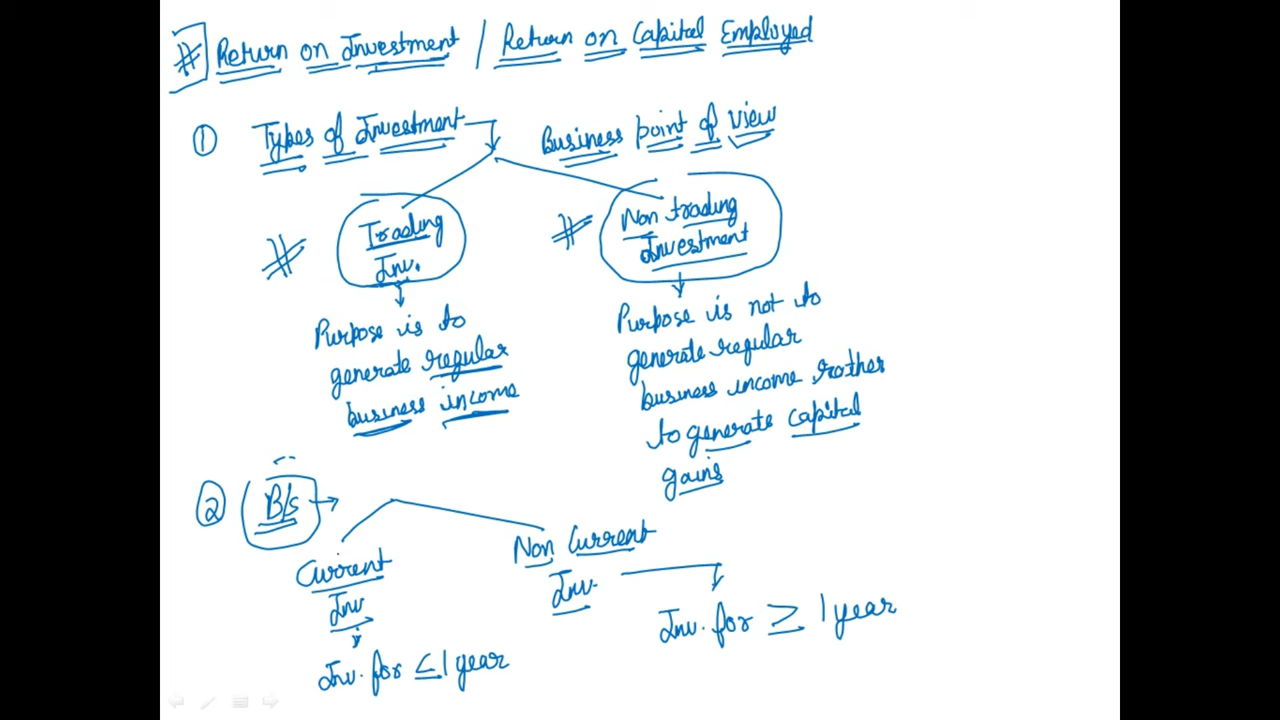 # Return on Investment / Return on Capital Employed
① Types of Investment Business point of view
Trading
Inv.
Purpose is to
generate regular
business income
Non trading
Investment
Purpose is not to
generate regular
business income rather
to generate capital
gains
② B/s
Current
Inv
Inv. for ≤ 1 year
Non Current
Inv.
Inv. for ≥ 1 year